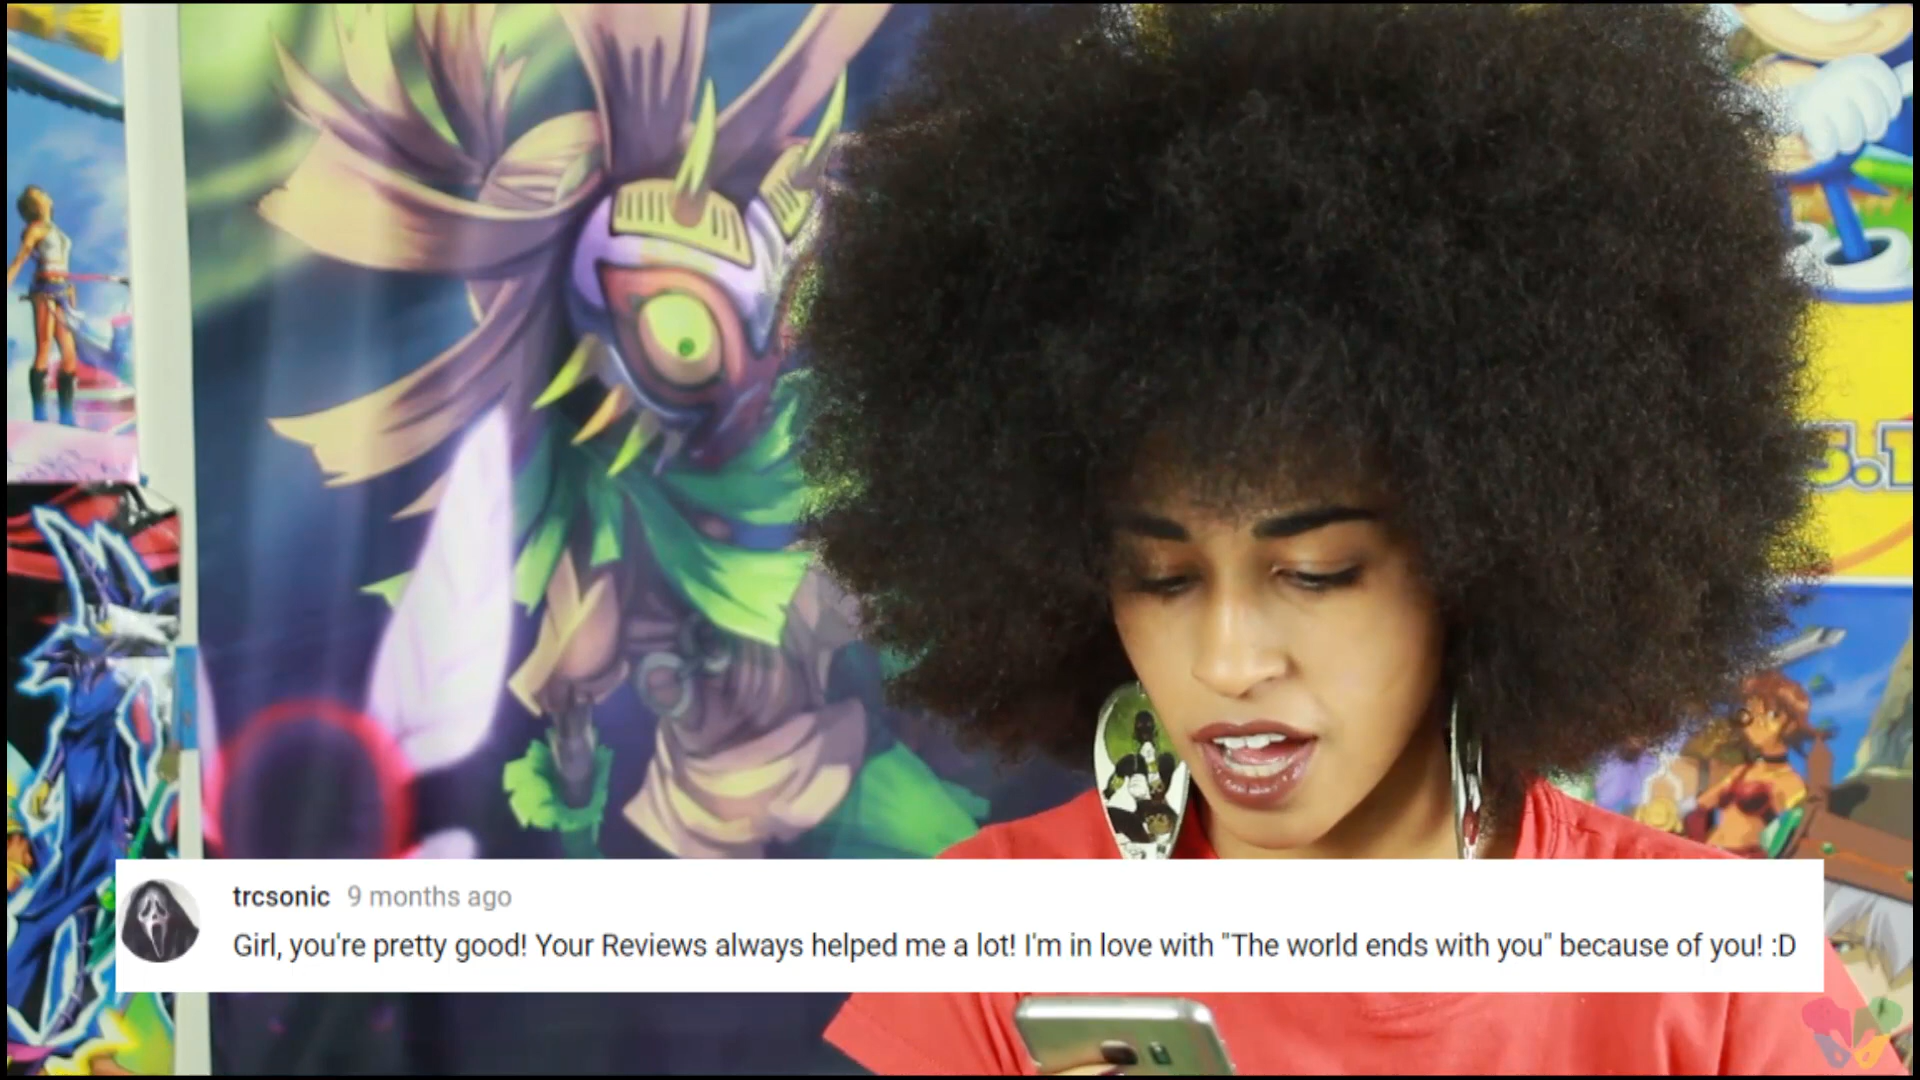 trcsonic 9 months ago
Girl, you're pretty good! Your Reviews always helped me a lot! I'm in love with "The world ends with you" because of you! :D